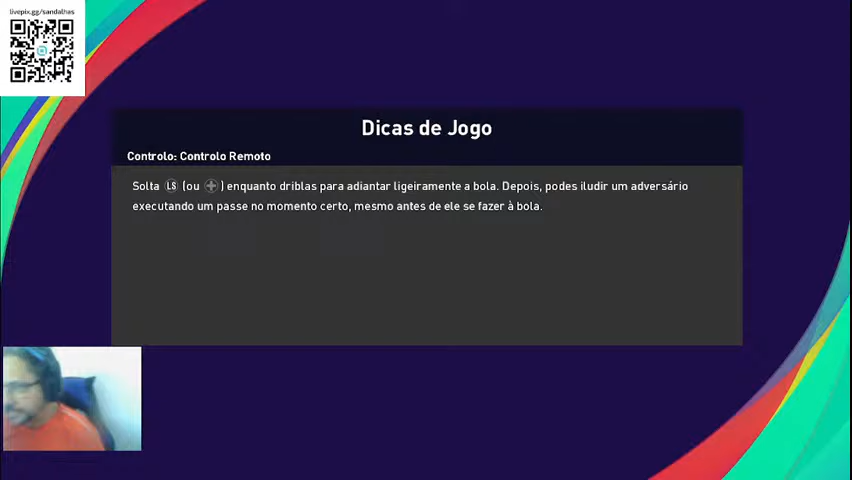 livepix.gg/sandalhas
Dicas de Jogo
Controlo: Controlo Remoto
Solta LS (ou ) enquanto driblas para adiantar ligeiramente a bola. Depois, podes iludir um adversário
executando um passe no momento certo, mesmo antes de ele se fazer à bola.